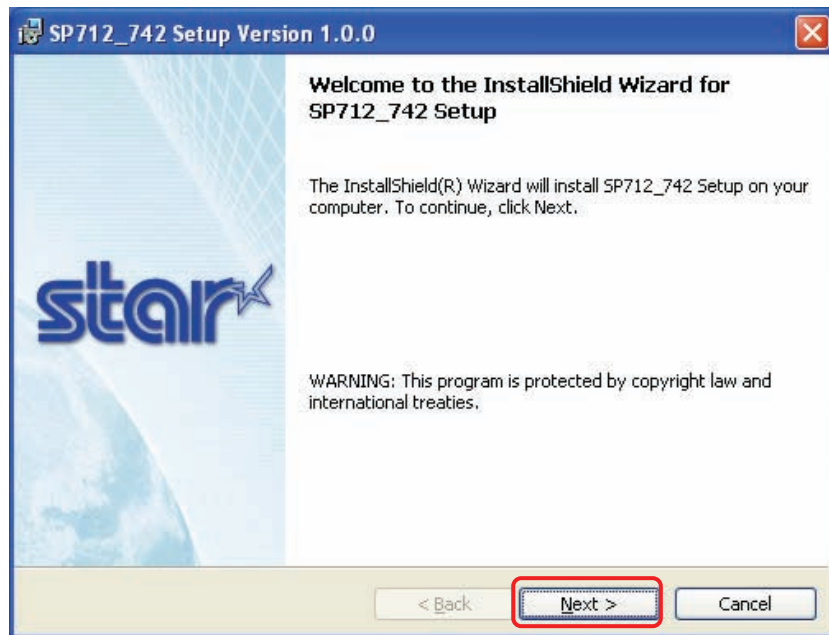 SP712_742 Setup Version 1.0.0
Welcome to the InstallShield Wizard for
SP712_742 Setup
The InstallShield(R) Wizard will install SP712_742 Setup on your
computer. To continue, click Next.
star
WARNING: This program is protected by copyright law and
international treaties.
< Back
Next >
Cancel